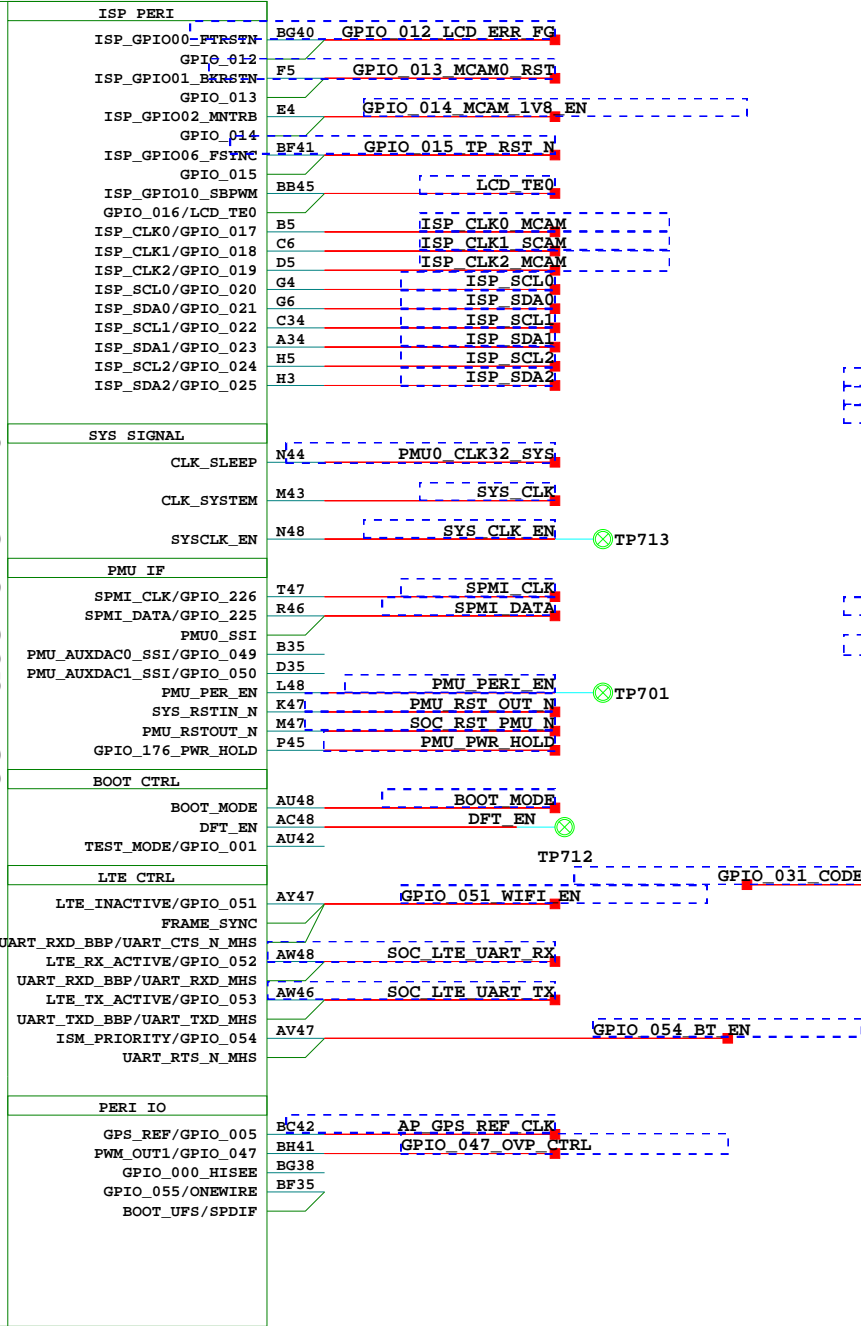 ISP PERI
ISP_GPIO00_FTRSTN BG40 GPIO_012_LCD_ERR_FG
GPIO_012
ISP_GPIO01_BKRSTN F5 GPIO_013_MCAM0_RST
GPIO_013
ISP_GPIO02_MNTRB E4 GPIO_014_MCAM_1V8_EN
GPIO_014
ISP_GPIO06_FSYNC BF41 GPIO_015_TP_RST_N
GPIO_015
ISP_GPIO10_SBPWM BB45 LCD_TE0
GPIO_016/LCD_TE0
ISP_CLK0/GPIO_017 B5 ISP_CLK0_MCAM
ISP_CLK1/GPIO_018 C6 ISP_CLK1_SCAM
ISP_CLK2/GPIO_019 D5 ISP_CLK2_MCAM
ISP_SCL0/GPIO_020 G4 ISP_SCL0
ISP_SDA0/GPIO_021 G6 ISP_SDA0
ISP_SCL1/GPIO_022 C34 ISP_SCL1
ISP_SDA1/GPIO_023 A34 ISP_SDA1
ISP_SCL2/GPIO_024 H5 ISP_SCL2
ISP_SDA2/GPIO_025 H3 ISP_SDA2
SYS SIGNAL
CLK_SLEEP N44 PMU0_CLK32_SYS
CLK_SYSTEM M43 SYS_CLK
SYSCLK_EN N48 SYS_CLK_EN TP713
PMU IF
SPMI_CLK/GPIO_226 T47 SPMI_CLK
SPMI_DATA/GPIO_225 R46 SPMI_DATA
PMU0_SSI
PMU_AUXDAC0_SSI/GPIO_049 B35
PMU_AUXDAC1_SSI/GPIO_050 D35
PMU_PER_EN L48 PMU_PERI_EN TP701
SYS_RSTIN_N K47 PMU_RST_OUT_N
PMU_RSTOUT_N M47 SOC_RST_PMU_N
GPIO_176_PWR_HOLD P45 PMU_PWR_HOLD
BOOT CTRL
BOOT_MODE AU48 BOOT_MODE
DFT_EN AC48 DFT_EN
TEST_MODE/GPIO_001 AU42
TP712
LTE CTRL GPIO_031_CODE
LTE_INACTIVE/GPIO_051 AY47 GPIO_051_WIFI_EN
FRAME_SYNC
UART_RXD_BBP/UART_CTS_N_MHS
LTE_RX_ACTIVE/GPIO_052 AW48 SOC_LTE_UART_RX
UART_RXD_BBP/UART_RXD_MHS
LTE_TX_ACTIVE/GPIO_053 AW46 SOC_LTE_UART_TX
UART_TXD_BBP/UART_TXD_MHS
ISM_PRIORITY/GPIO_054 AV47 GPIO_054_BT_EN
UART_RTS_N_MHS
PERI IO
GPS_REF/GPIO_005 BC42 AP_GPS_REF_CLK
PWM_OUT1/GPIO_047 BH41 GPIO_047_OVP_CTRL
GPIO_000_HISEE BG38
GPIO_055/ONEWIRE BF35
BOOT_UFS/SPDIF